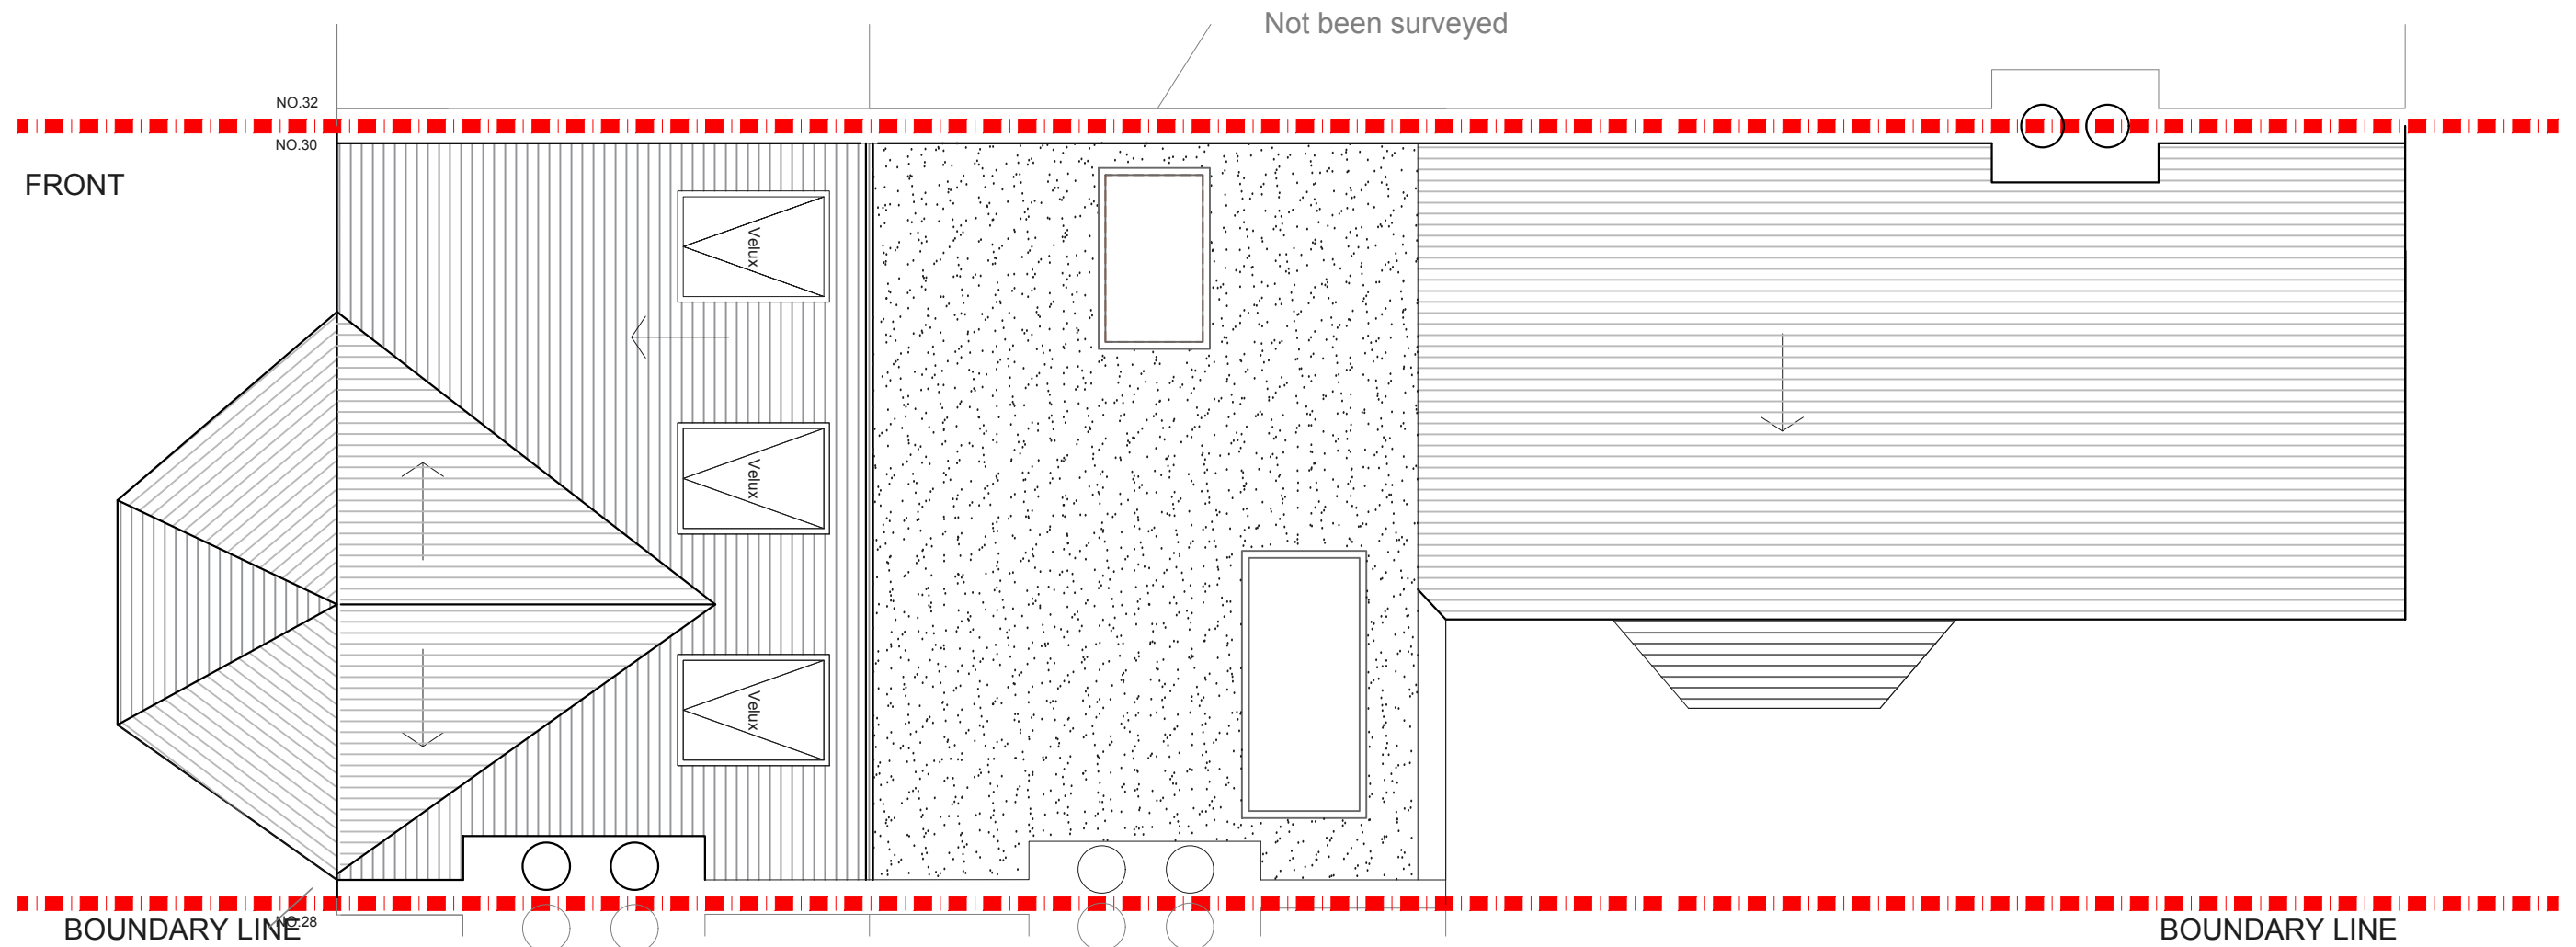 Not been surveyed
NO.32
NO.30
FRONT
Velux
Velux
Velux
NO.28
BOUNDARY LINE
BOUNDARY LINE